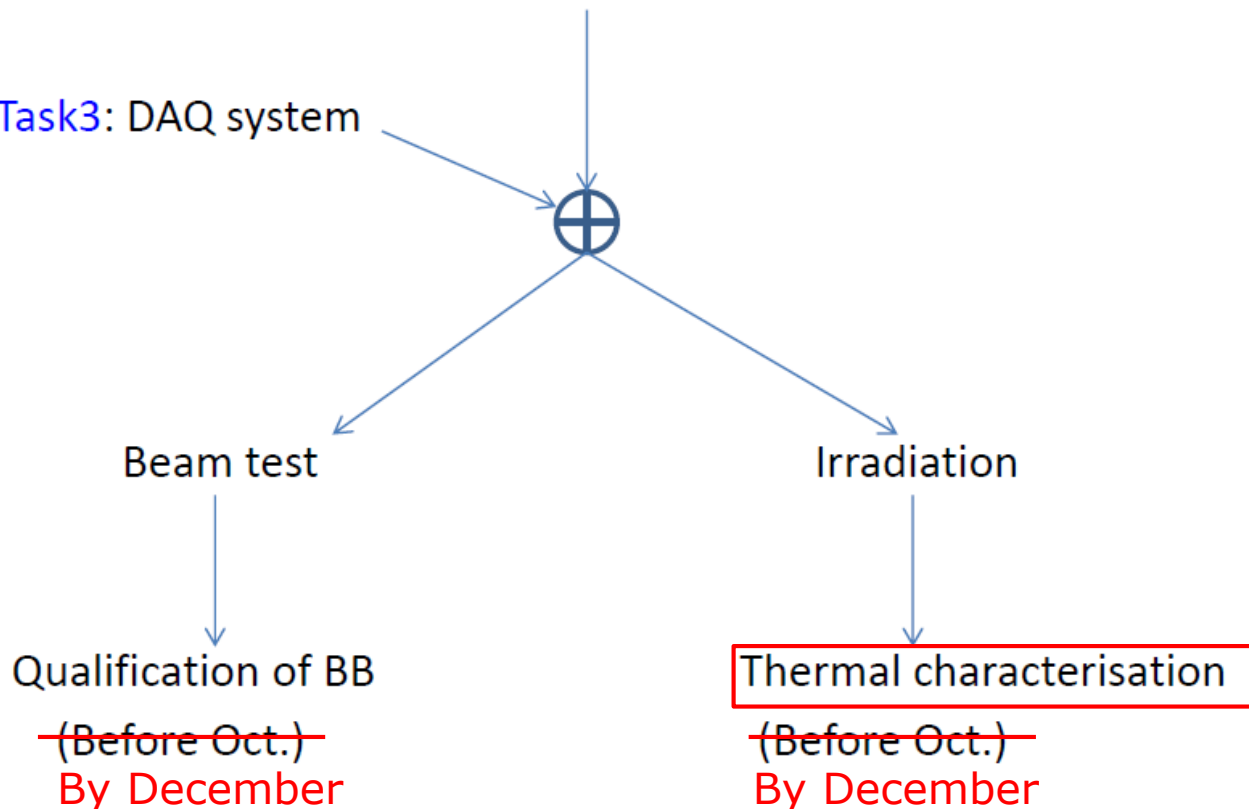 Task3: DAQ system
Beam test
Irradiation
Qualification of BB
Thermal characterisation
(Before Oct.)
(Before Oct.)
By December
By December